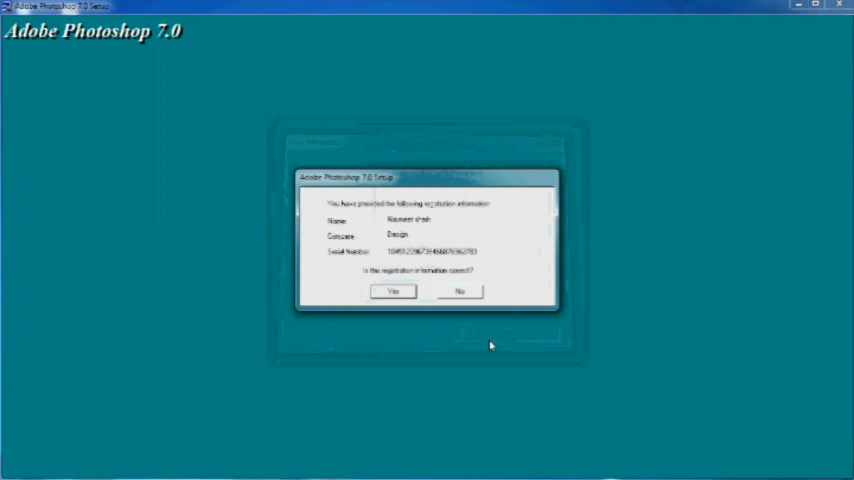 Adobe Photoshop 7.0 Setup
Adobe Photoshop 7.0
Adobe Photoshop 7.0 Setup
You have provided the following registration information
Name:
Company: Design
Serial Number:
Is this registration information correct?
Yes No